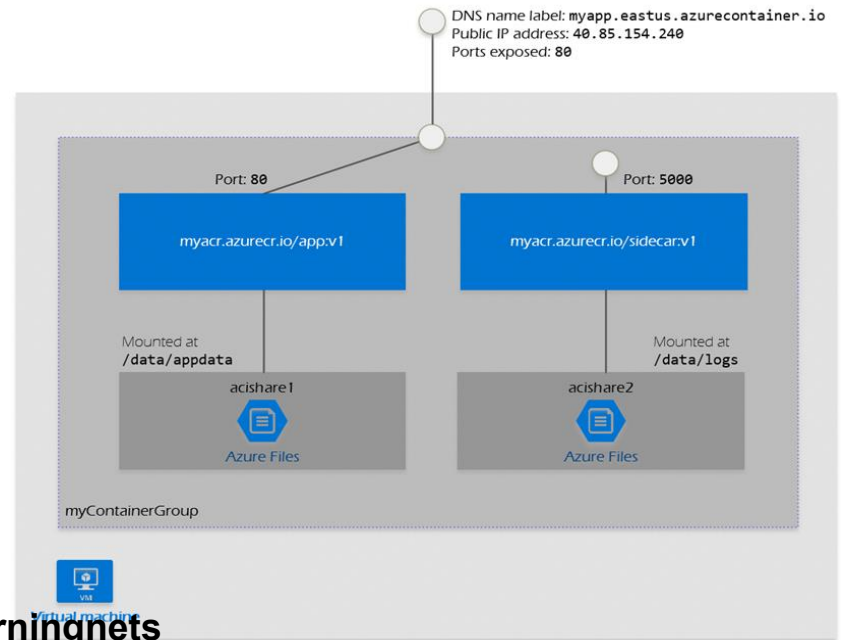 DNS name label: myapp.eastus.azurecontainer.io
Public IP address: 40.85.154.240
Ports exposed: 80
Port: 80
Port: 5000
myacr.azurecr.io/app:v1
myacr.azurecr.io/sidecar:v1
Mounted at
/data/appdata
Mounted at
/data/logs
acishare1
acishare2
Azure Files
Azure Files
myContainerGroup
VM
Virtual machine
rningnets